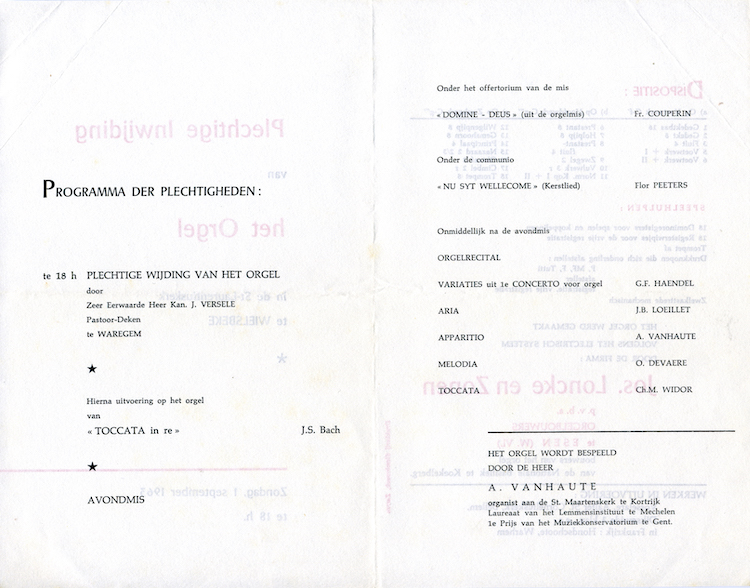 PROGRAMMA DER PLECHTIGHEDEN :
te 18 h PLECHTIGE WIJDING VAN HET ORGEL
door
Zeer Eerwaarde Heer Kan. J. VERSELE
Pastoor-Deken
te WAREGEM
★
Hierna uitvoering op het orgel
van
« TOCCATA in re » J.S. Bach
★
AVONDMIS
Onder het offertorium van de mis
« DOMINE - DEUS » (uit de orgelmis) Fr. COUPERIN
Onder de communio
« NU SYT WELLECOME » (Kerstlied) Flor PEETERS
Onmiddellijk na de avondmis
ORGELRECITAL
VARIATIES uit 1e CONCERTO voor orgel G.F. HAENDEL
ARIA J.B. LOEILLET
APPARITIO A. VANHAUTE
MELODIA O. DEVAERE
TOCCATA Ch.M. WIDOR
HET ORGEL WORDT BESPEELD
DOOR DE HEER
A. VANHAUTE
organist aan de St. Maartenskerk te Kortrijk
Laureaat van het Lemmensinstituut te Mechelen
1e Prijs van het Muziekkonservatorium te Gent.